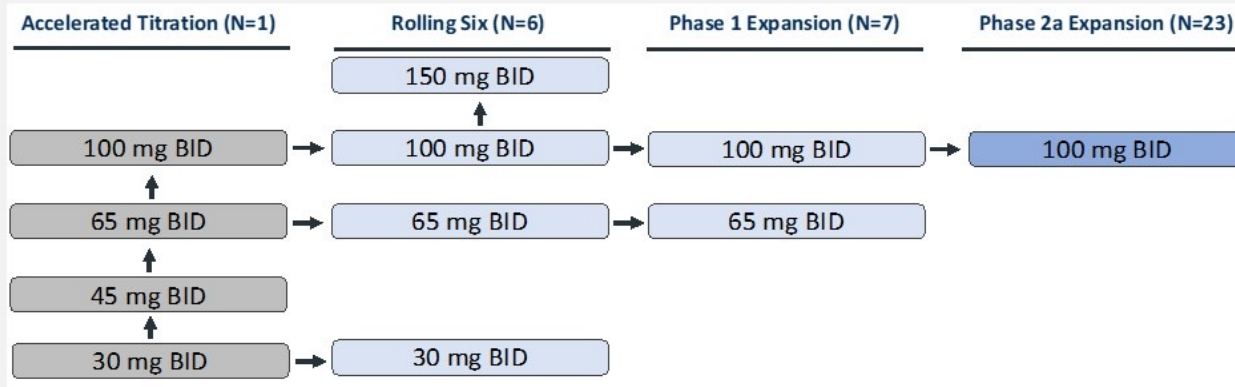 Accelerated Titration (N=1) Rolling Six (N=6) Phase 1 Expansion (N=7) Phase 2a Expansion (N=23)
150 mg BID
100 mg BID 100 mg BID 100 mg BID 100 mg BID
65 mg BID 65 mg BID 65 mg BID
45 mg BID
30 mg BID 30 mg BID